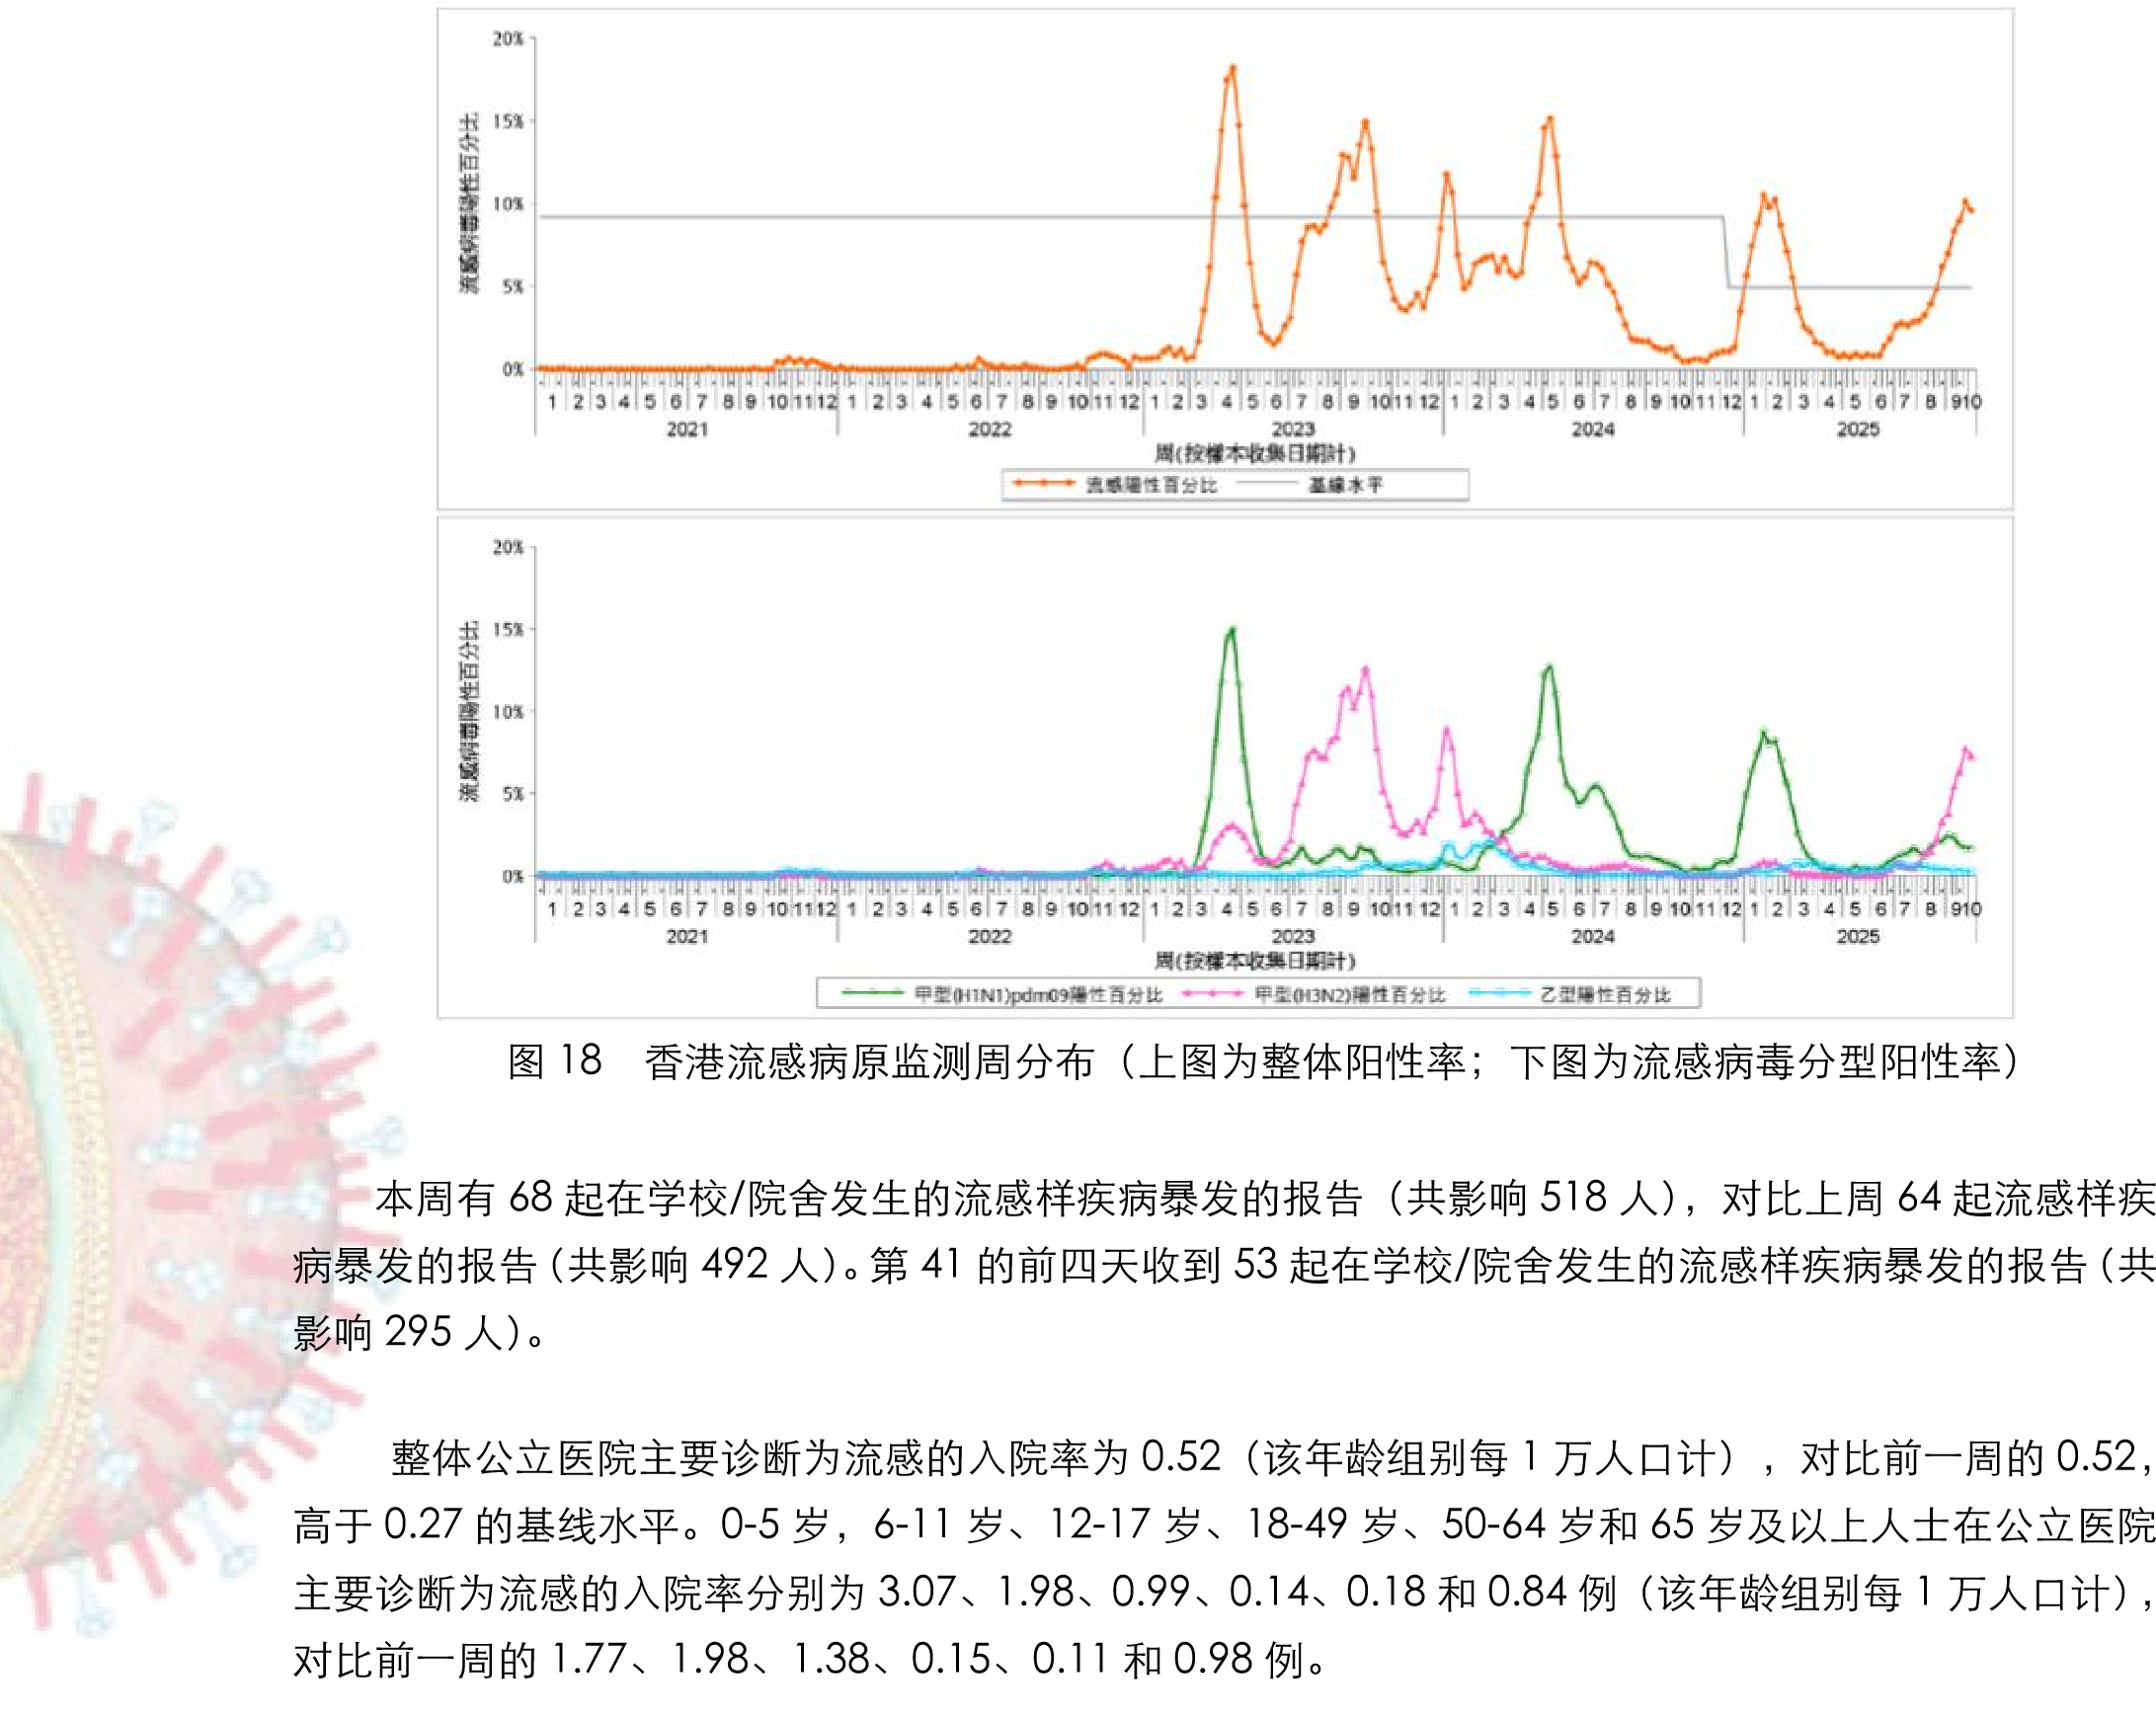 20%
15%
10%
5%
0%
流感病毒陽性百分比
1 2 3 4 5 6 7 8 9 10 11 12 1 2 3 4 5 6 7 8 9 10 11 12 1 2 3 4 5 6 7 8 9 10 11 12 1 2 3 4 5 6 7 8 9 10 11 12 1 2 3 4 5 6 7 8 9 10
2021 2022 2023 2024 2025
周(按樣本收集日期計)
流感陽性百分比 基線水平
20%
15%
10%
5%
0%
流感病毒陽性百分比
1 2 3 4 5 6 7 8 9 10 11 12 1 2 3 4 5 6 7 8 9 10 11 12 1 2 3 4 5 6 7 8 9 10 11 12 1 2 3 4 5 6 7 8 9 10 11 12 1 2 3 4 5 6 7 8 9 10
2021 2022 2023 2024 2025
周(按樣本收集日期計)
甲型(H1N1)pdm09陽性百分比 甲型(H3N2)陽性百分比 乙型陽性百分比
图 18 香港流感病原监测周分布（上图为整体阳性率；下图为流感病毒分型阳性率）
本周有 68 起在学校/院舍发生的流感样疾病暴发的报告（共影响 518 人），对比上周 64 起流感样疾
病暴发的报告（共影响 492 人）。第 41 的前四天收到 53 起在学校/院舍发生的流感样疾病暴发的报告（共
影响 295 人）。
整体公立医院主要诊断为流感的入院率为 0.52（该年龄组别每 1 万人口计），对比前一周的 0.52，
高于 0.27 的基线水平。0-5 岁，6-11 岁、12-17 岁、18-49 岁、50-64 岁和 65 岁及以上人士在公立医院
主要诊断为流感的入院率分别为 3.07、1.98、0.99、0.14、0.18 和 0.84 例（该年龄组别每 1 万人口计），
对比前一周的 1.77、1.98、1.38、0.15、0.11 和 0.98 例。